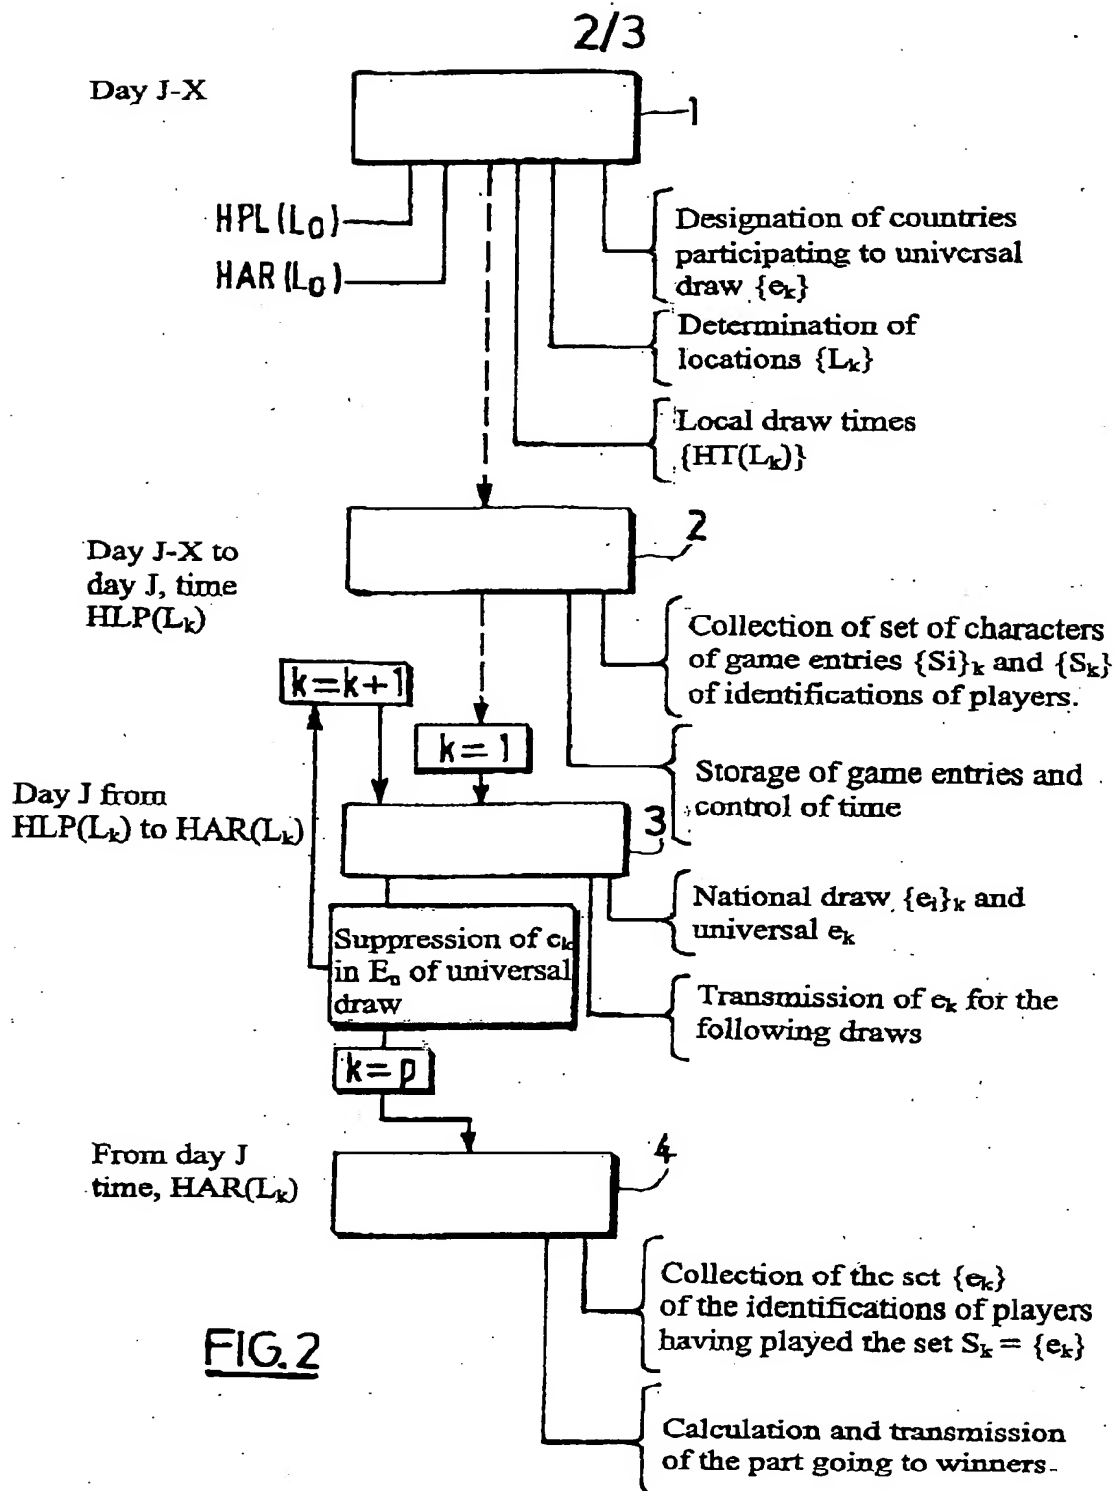 2/3
Day J-X
1
HPL(L0)
HAR(L0)
Designation of countries
participating to universal
draw {ek}
Determination of
locations {Lk}
Local draw times
{HT(Lk)}
2
Day J-X to
day J, time
HLP(Lk)
Collection of set of characters
of game entries {Si}k and {Sk}
of identifications of players.
k=k+1
k=1
Storage of game entries and
control of time
Day J from
HLP(Lk) to HAR(Lk)
3
National draw {ei}k and
universal ek
Suppression of ek
in En of universal
draw
Transmission of ek for the
following draws
k=p
From day J
time, HAR(Lk)
4
Collection of the set {ek}
of the identifications of players
having played the set Sk = {ek}
FIG.2
Calculation and transmission
of the part going to winners.